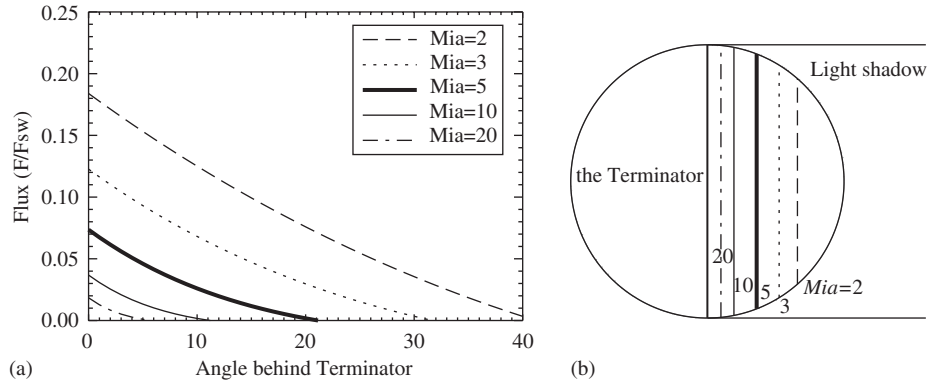 0.25
0.20
0.15
0.10
0.05
0.00
Flux (F/Fsw)
Mia=2
Mia=3
Mia=5
Mia=10
Mia=20
0 10 20 30 40
(a) Angle behind Terminator
Light shadow
the Terminator
20
10
5
3
Mia=2
(b)